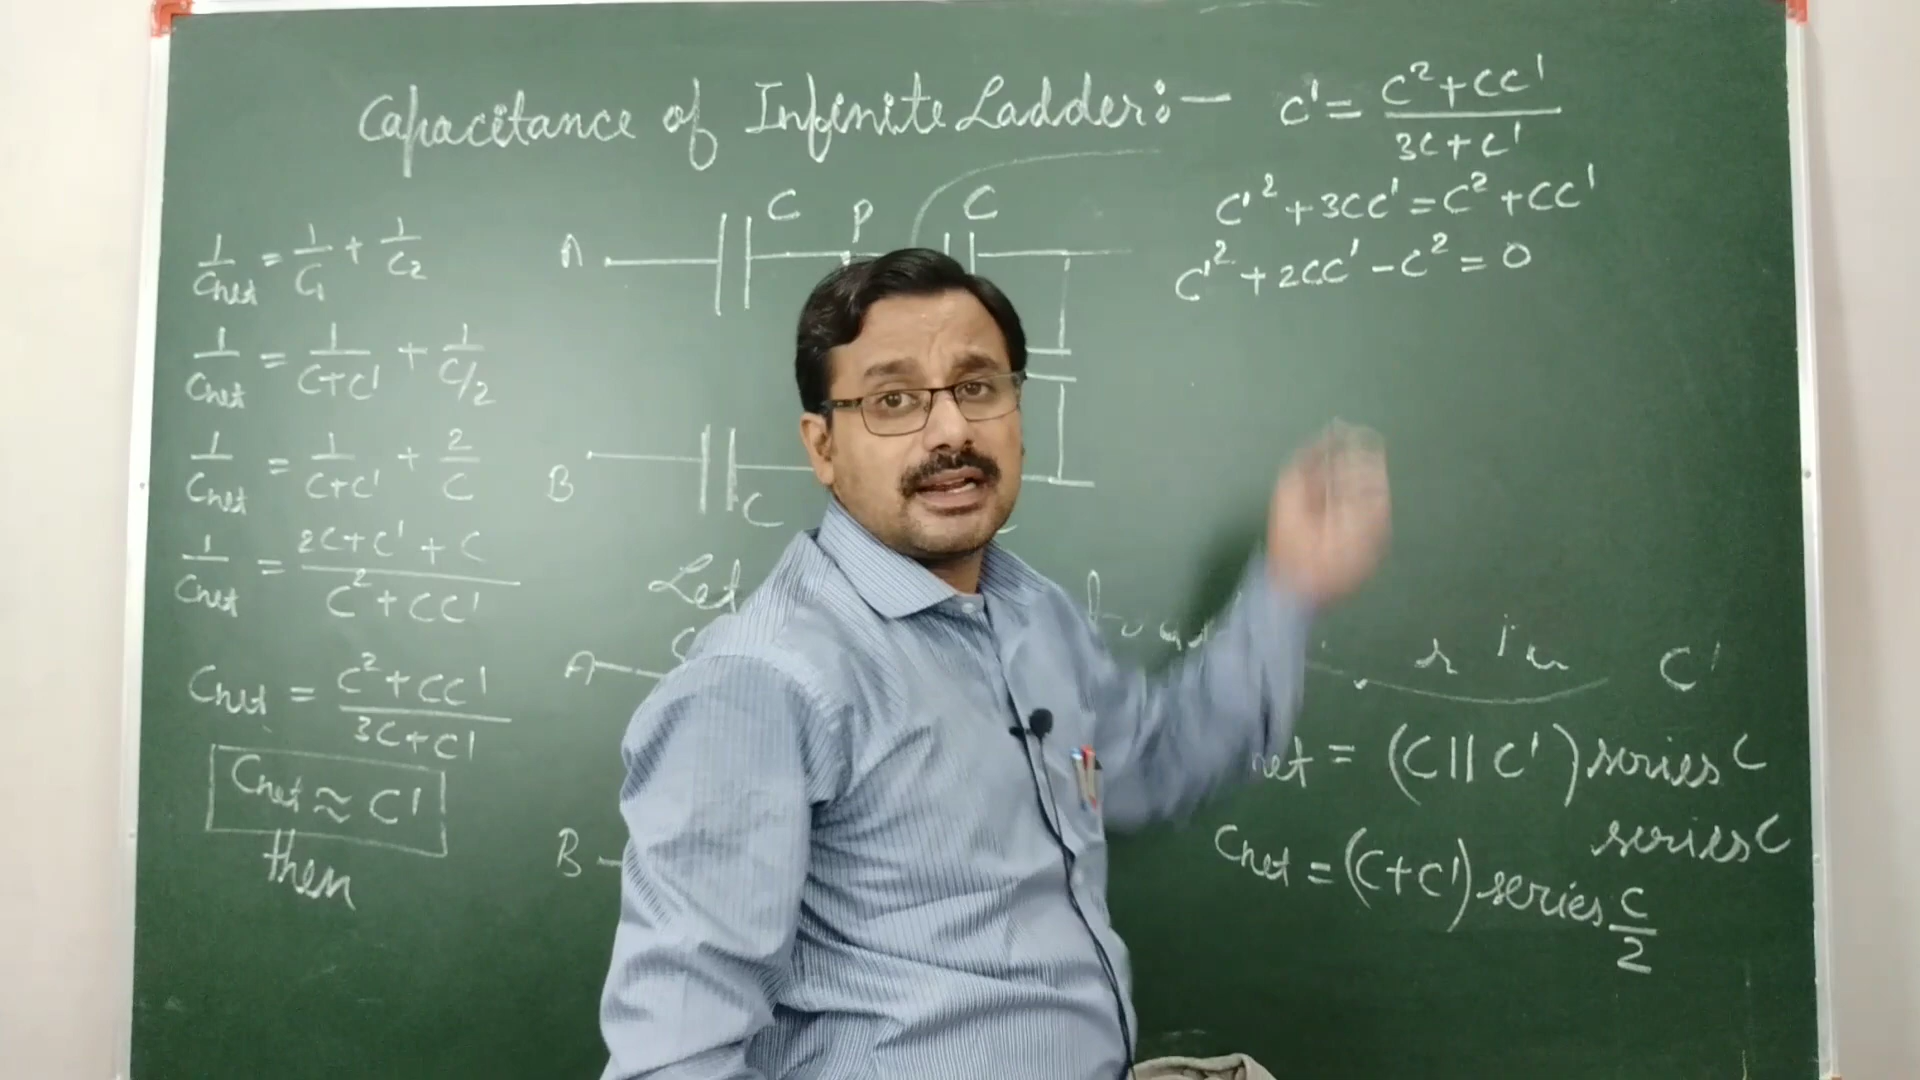 Capacitance of Infinite Ladder:-
1/Cnet = 1/C1 + 1/C2
1/Cnet = 1/C+C' + 1/C/2
1/Cnet = 1/C+C' + 2/C
1/Cnet = 2C+C' + C / C²+CC'
Cnet = C²+CC' / 3C+C'
Cnet ≈ C'
then
A
C
P
C
B
C
Let
A
B
C' = C²+CC' / 3C+C'
C'² + 3CC' = C² + CC'
C'² + 2CC' - C² = 0
C'
net = (C || C') series C
series C
Cnet = (C+C') series C/2